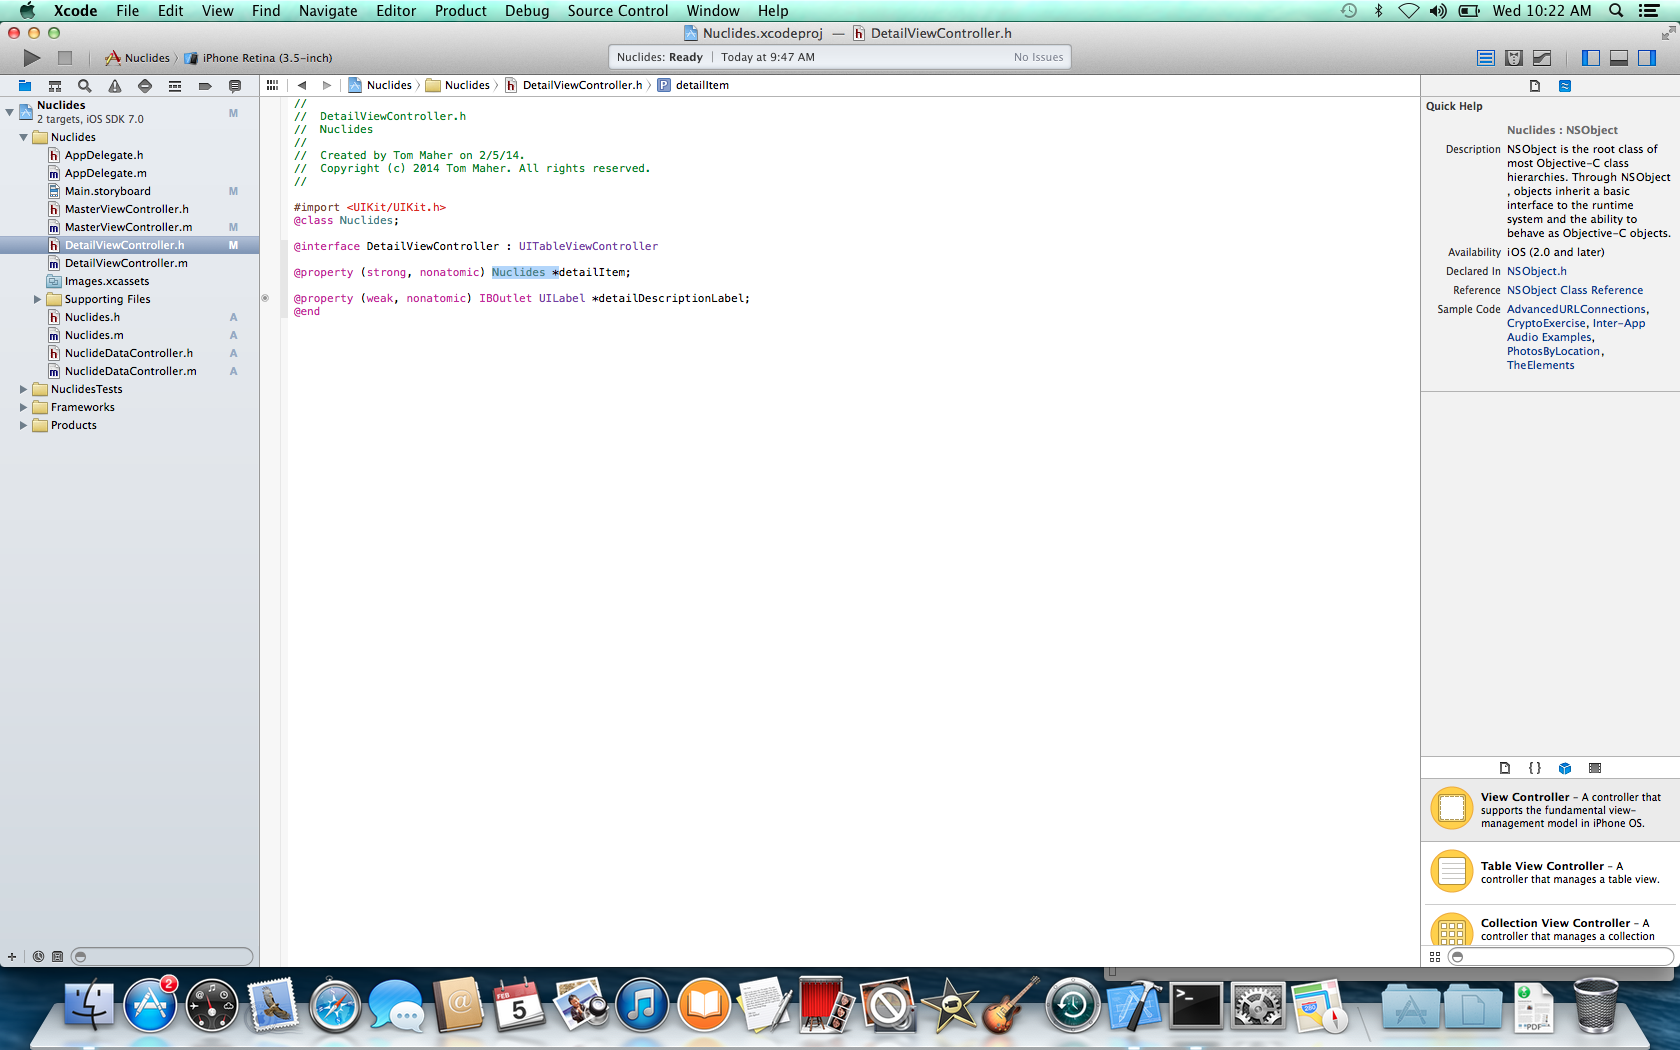 Xcode File Edit View Find Navigate Editor Product Debug Source Control Window Help Wed 10:22 AM
Nuclides.xcodeproj — DetailViewController.h
Nuclides iPhone Retina (3.5-inch)
Nuclides: Ready | Today at 9:47 AM No Issues
Nuclides Nuclides DetailViewController.h detailItem
Nuclides
2 targets, iOS SDK 7.0 M
Nuclides
AppDelegate.h
AppDelegate.m
Main.storyboard M
MasterViewController.h
MasterViewController.m M
DetailViewController.h M
DetailViewController.m
Images.xcassets
Supporting Files
Nuclides.h A
Nuclides.m A
NuclideDataController.h A
NuclideDataController.m A
NuclidesTests
Frameworks
Products
//
// DetailViewController.h
// Nuclides
//
// Created by Tom Maher on 2/5/14.
// Copyright (c) 2014 Tom Maher. All rights reserved.
//
#import <UIKit/UIKit.h>
@class Nuclides;
@interface DetailViewController : UITableViewController
@property (strong, nonatomic) Nuclides *detailItem;
@property (weak, nonatomic) IBOutlet UILabel *detailDescriptionLabel;
@end
Quick Help
Nuclides : NSObject
Description NSObject is the root class of
most Objective-C class
hierarchies. Through NSObject
, objects inherit a basic
interface to the runtime
system and the ability to
behave as Objective-C objects.
Availability iOS (2.0 and later)
Declared In NSObject.h
Reference NSObject Class Reference
Sample Code AdvancedURLConnections,
CryptoExercise, Inter-App
Audio Examples,
PhotosByLocation,
TheElements
{ }
View Controller - A controller that
supports the fundamental view-
management model in iPhone OS.
Table View Controller - A
controller that manages a table view.
Collection View Controller - A
controller that manages a collection
2
FEB
5
>_
PDF